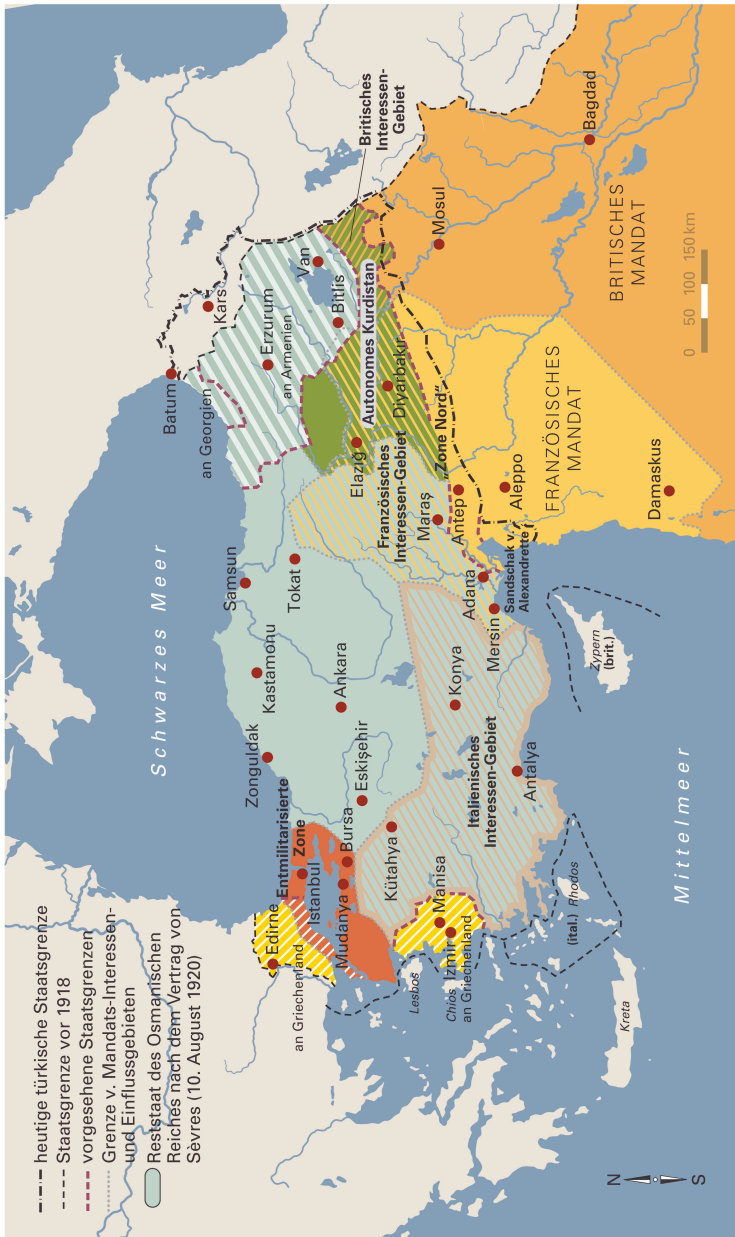 heutige türkische Staatsgrenze
Staatsgrenze vor 1918
vorgesehene Staatsgrenzen
Grenze v. Mandats-Interessen-
und Einflussgebieten
Reststaat des Osmanischen
Reiches nach dem Vertrag von
Sèvres (10. August 1920)
Schwarzes Meer
Mittelmeer
Edirne
an Griechenland
Entmilitarisierte
Zone
Istanbul
Mudanya
Bursa
Zonguldak
Kastamonu
Samsun
Tokat
Ankara
Eskişehir
Kütahya
Lesbos
Chios
Manisa
Izmir
an Griechenland
Italienisches
Interessen-Gebiet
Konya
Antalya
Mersin
Adana
(ital.)
Rhodos
Kreta
Zypern
(brit.)
Batum
Kars
an Georgien
Erzurum
an Armenien
Van
Bitlis
Autonomes Kurdistan
Elazığ
Diyarbakır
Britisches
Interessen-
Gebiet
Französisches
Interessen-Gebiet
„Zone Nord“
Maraş
Antep
Sandschak v.
Alexandrette
Aleppo
FRANZÖSISCHES
MANDAT
Damaskus
Mosul
Bagdad
BRITISCHES
MANDAT
0 50 100 150 km
N
S